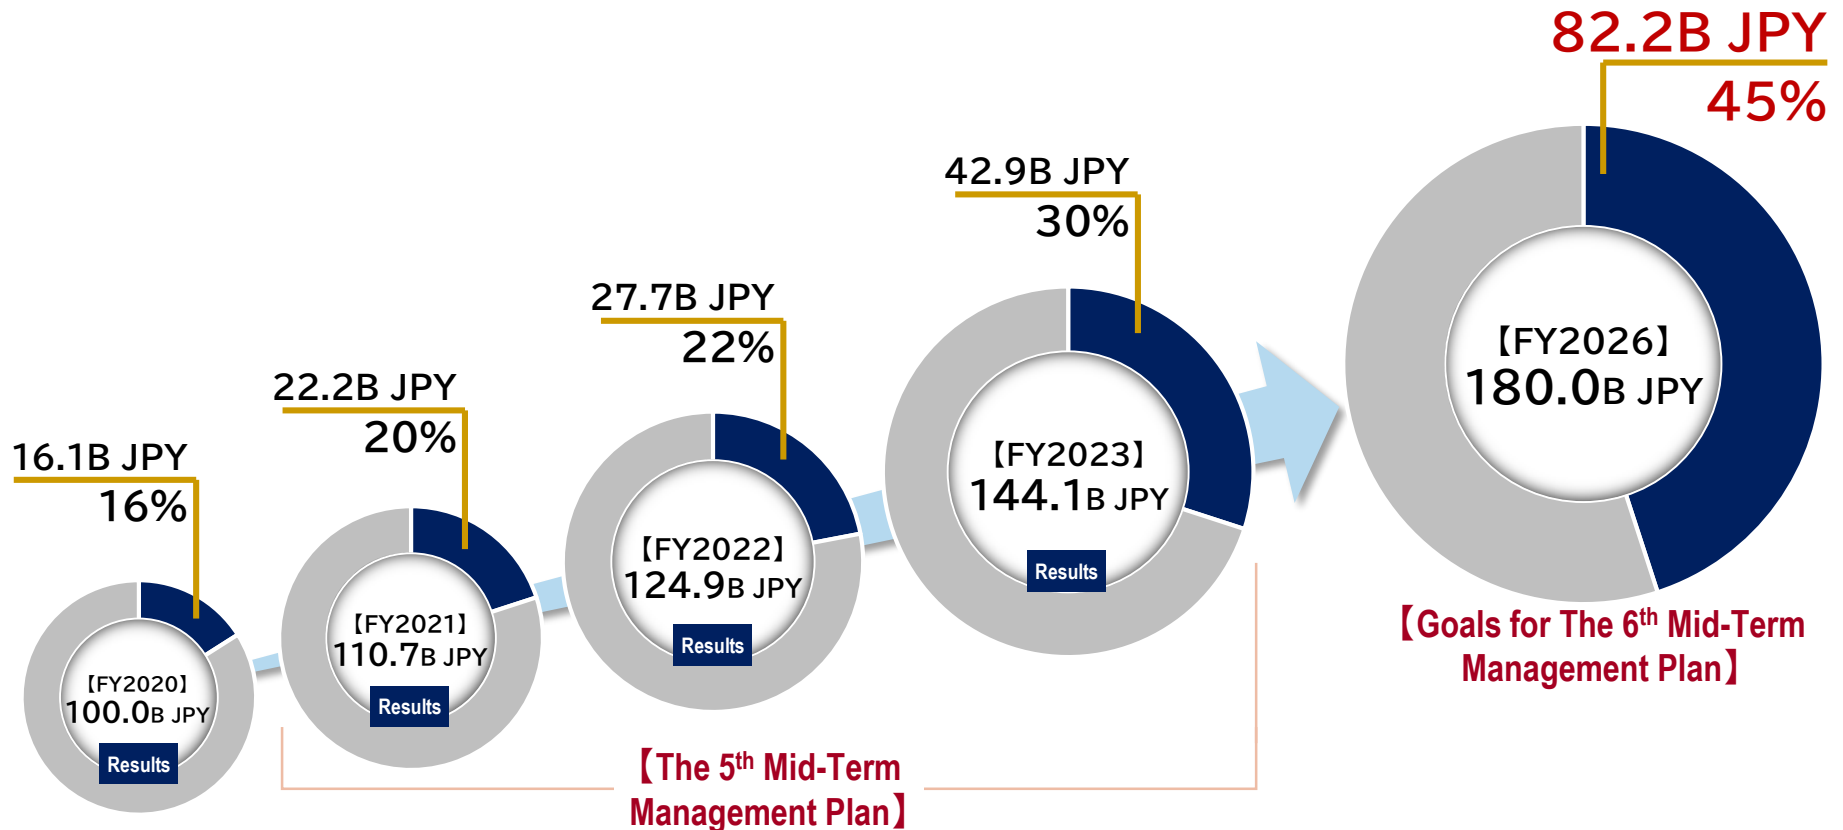 16.1B JPY
16%
【FY2020】
100.0B JPY
Results
22.2B JPY
20%
【FY2021】
110.7B JPY
Results
27.7B JPY
22%
【FY2022】
124.9B JPY
Results
42.9B JPY
30%
【FY2023】
144.1B JPY
Results
【The 5th Mid-Term
Management Plan】
82.2B JPY
45%
【FY2026】
180.0B JPY
【Goals for The 6th Mid-Term
Management Plan】